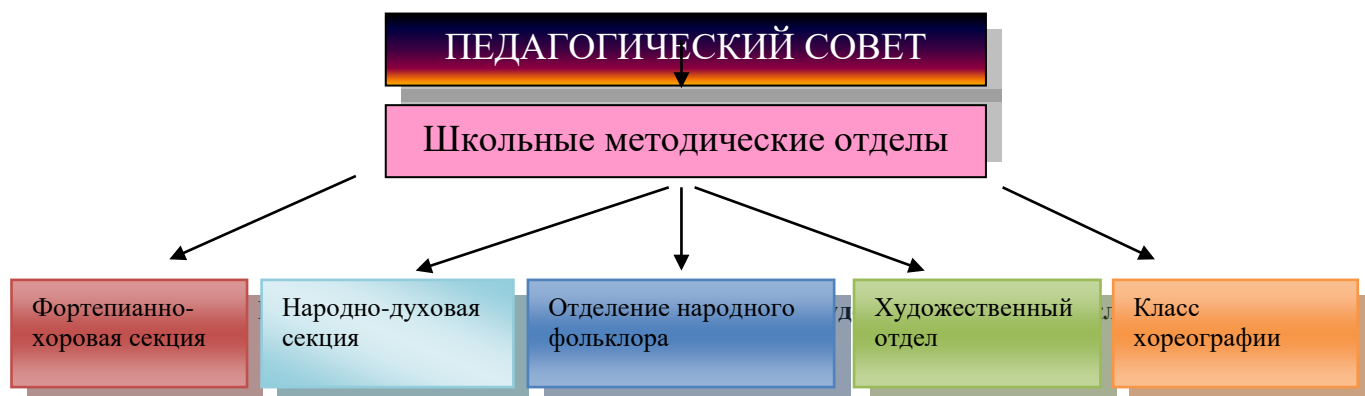 ПЕДАГОГИЧЕСКИЙ СОВЕТ
Школьные методические отделы
Фортепианно-
хоровая секция
Народно-духовая
секция
Отделение народного
фольклора
Художественный
отдел
Класс
хореографии